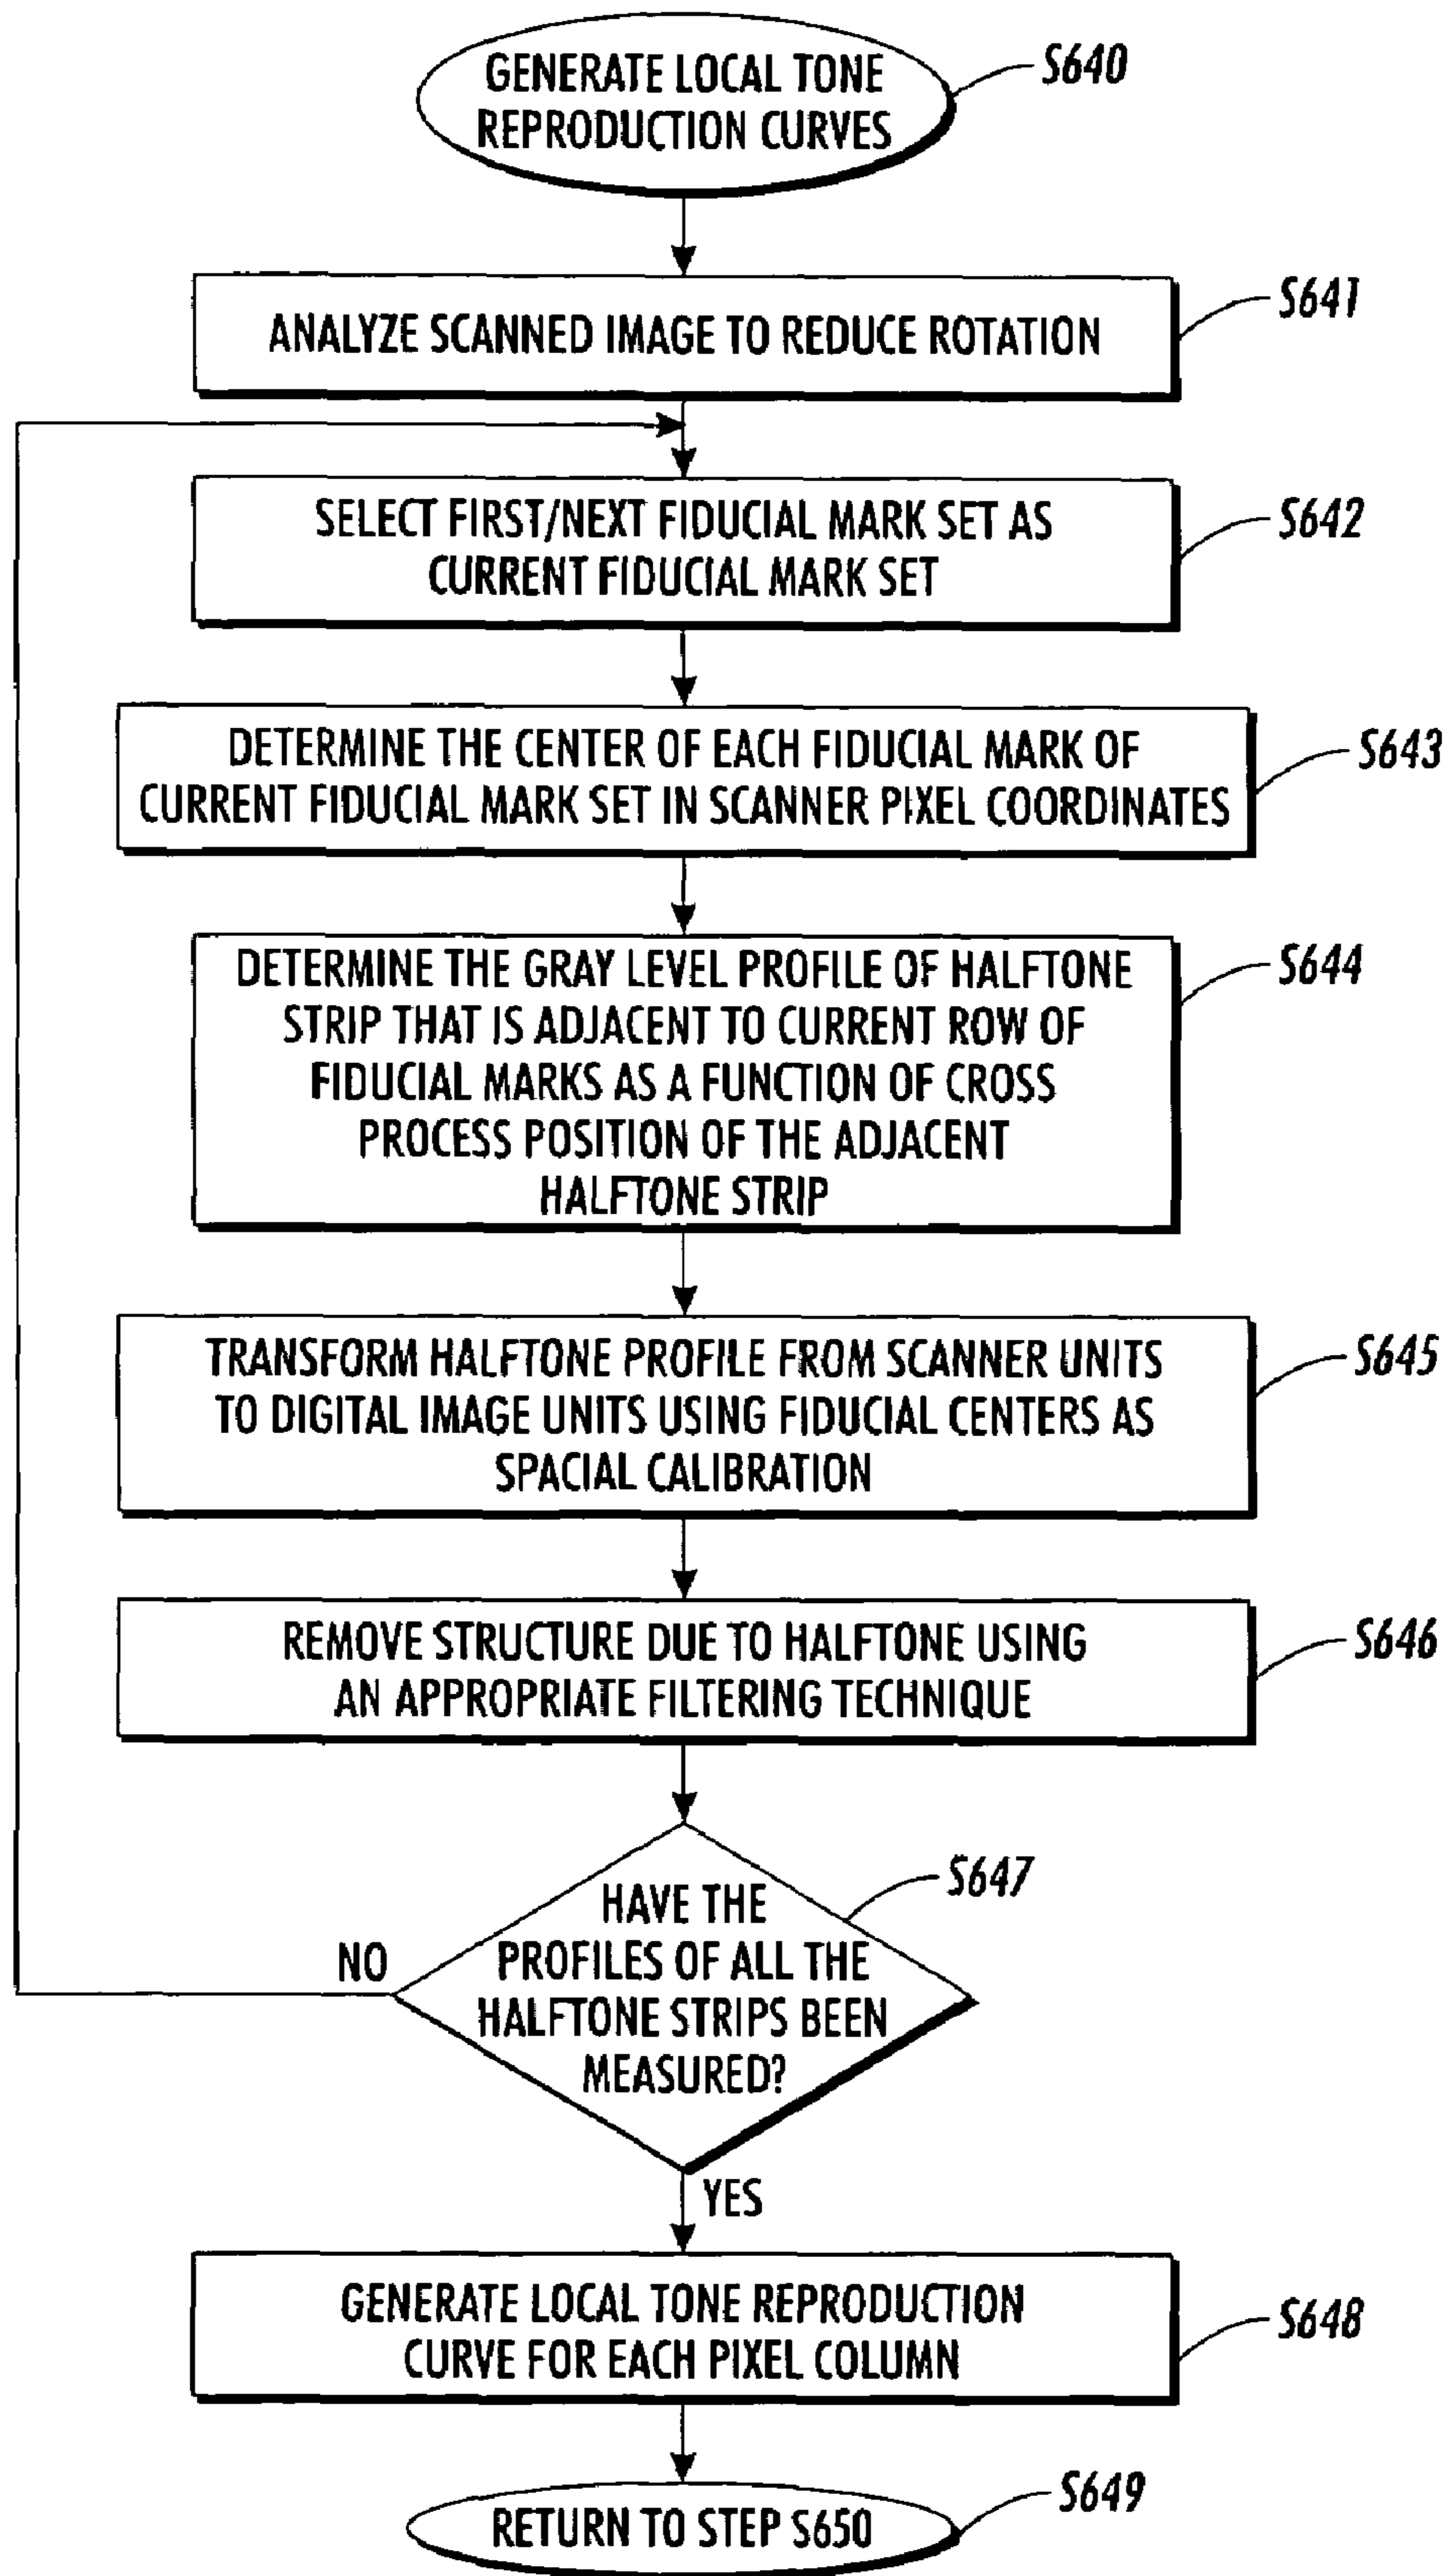 GENERATE LOCAL TONE
REPRODUCTION CURVES
S640
ANALYZE SCANNED IMAGE TO REDUCE ROTATION
S641
SELECT FIRST/NEXT FIDUCIAL MARK SET AS
CURRENT FIDUCIAL MARK SET
S642
DETERMINE THE CENTER OF EACH FIDUCIAL MARK OF
CURRENT FIDUCIAL MARK SET IN SCANNER PIXEL COORDINATES
S643
DETERMINE THE GRAY LEVEL PROFILE OF HALFTONE
STRIP THAT IS ADJACENT TO CURRENT ROW OF
FIDUCIAL MARKS AS A FUNCTION OF CROSS
PROCESS POSITION OF THE ADJACENT
HALFTONE STRIP
S644
TRANSFORM HALFTONE PROFILE FROM SCANNER UNITS
TO DIGITAL IMAGE UNITS USING FIDUCIAL CENTERS AS
SPACIAL CALIBRATION
S645
REMOVE STRUCTURE DUE TO HALFTONE USING
AN APPROPRIATE FILTERING TECHNIQUE
S646
HAVE THE
PROFILES OF ALL THE
HALFTONE STRIPS BEEN
MEASURED?
S647
NO
YES
GENERATE LOCAL TONE REPRODUCTION
CURVE FOR EACH PIXEL COLUMN
S648
RETURN TO STEP S650
S649